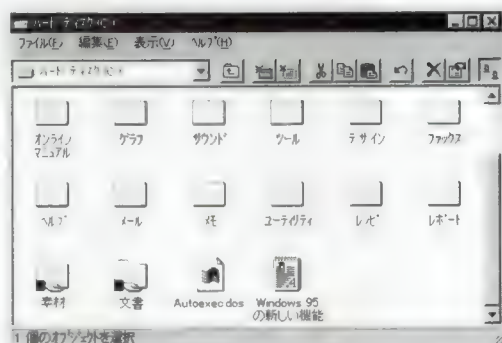 ハード ディスク (C:)
ファイル(F) 編集(E) 表示(V) ヘルプ(H)
ハード ディスク (C:)
オンライン
マニュアル
グラフ サウンド ツール デザイン ファックス
ヘルプ メール メモ ユーティリティ レシピ レポート
素材 文書 Autoexec.dos Windows 95
の新しい機能
1 個のオブジェクトを選択